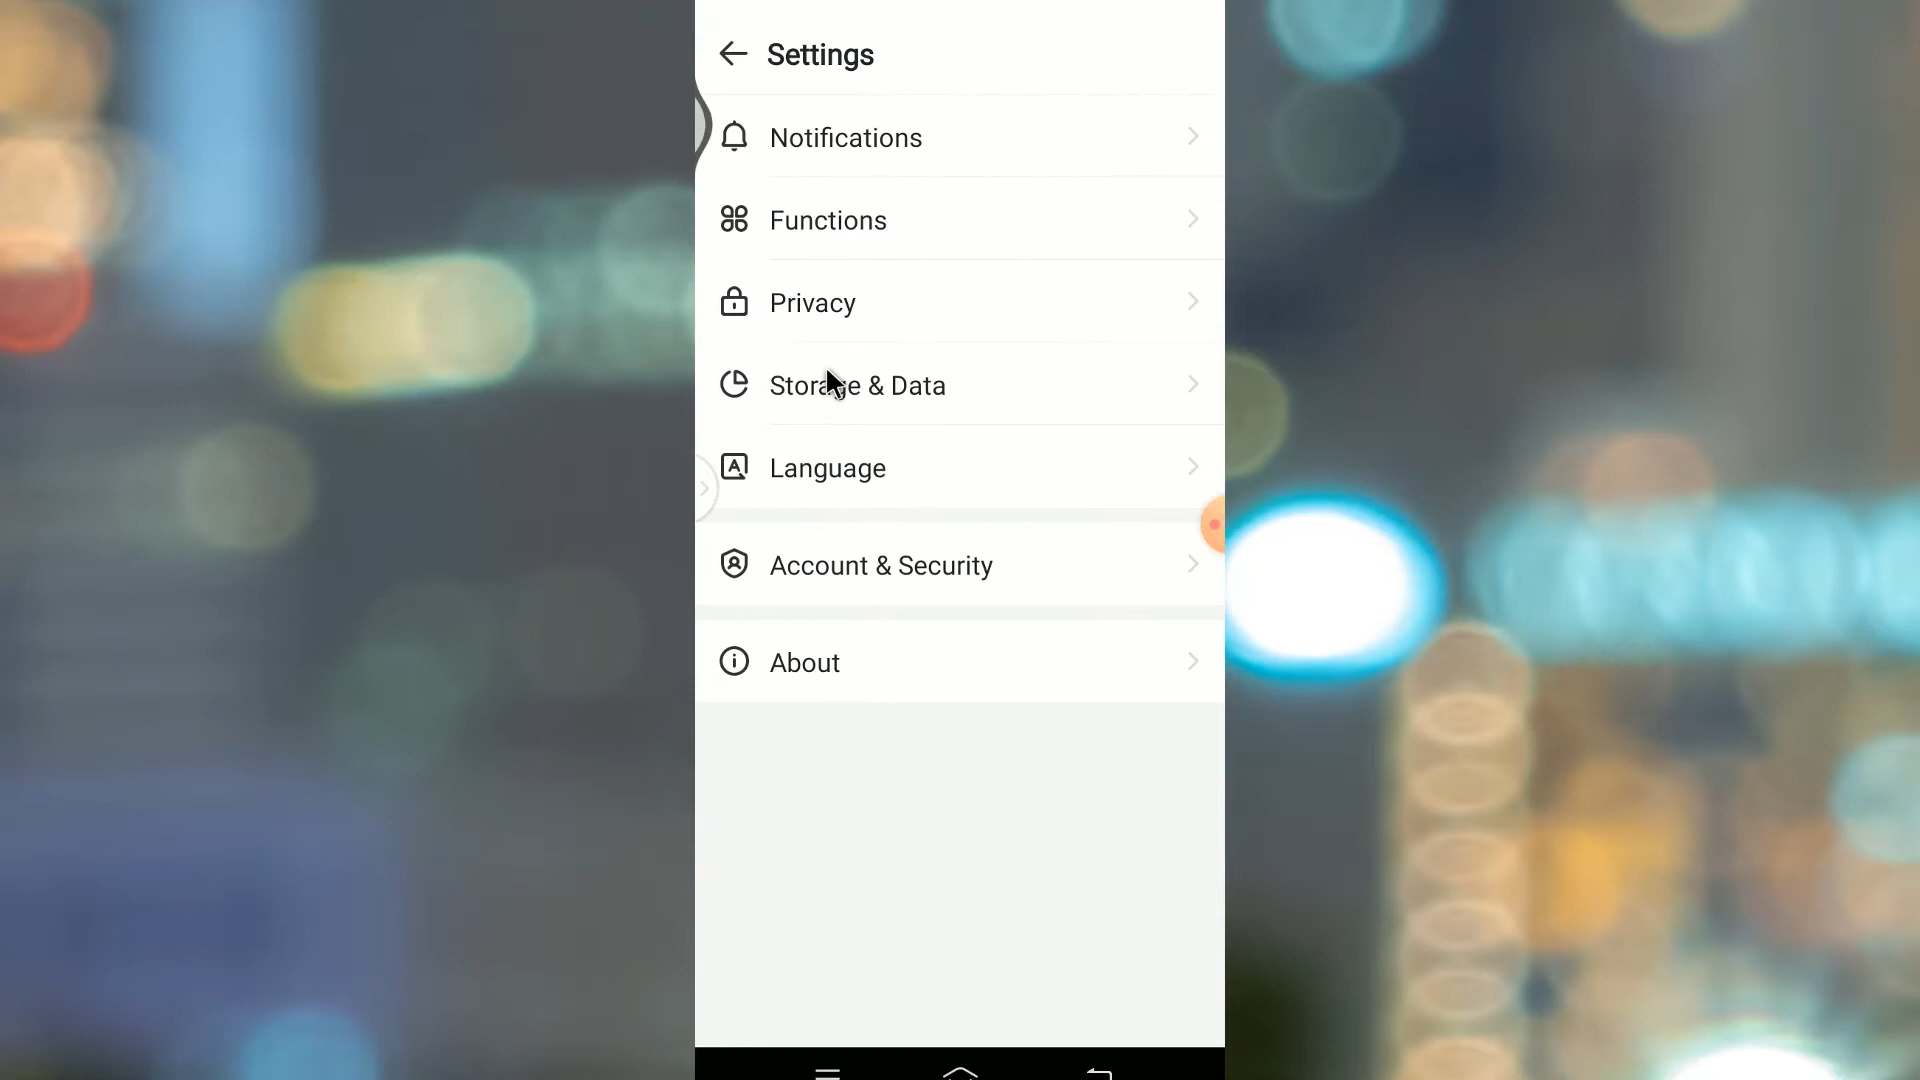 Settings
Notifications
Functions
Privacy
Storage & Data
Language
Account & Security
About